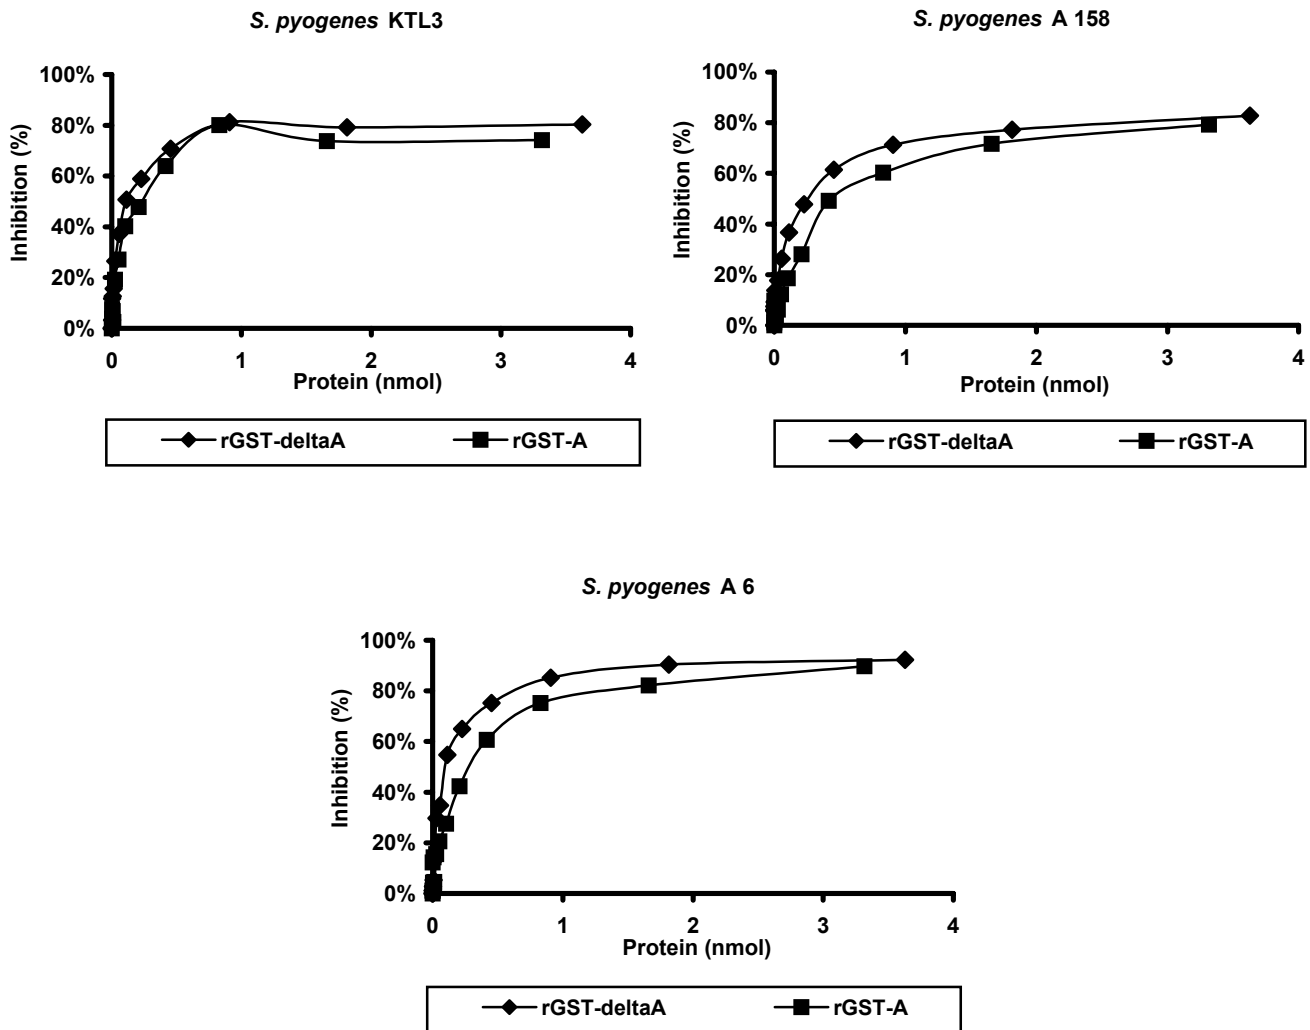 S. pyogenes KTL3
100%
80%
60%
40%
20%
0%
Inhibition (%)
0 1 2 3 4
Protein (nmol)
rGST-deltaA rGST-A
S. pyogenes A 158
100%
80%
60%
40%
20%
0%
Inhibition (%)
0 1 2 3 4
Protein (nmol)
rGST-deltaA rGST-A
S. pyogenes A 6
100%
80%
60%
40%
20%
0%
Inhibition (%)
0 1 2 3 4
Protein (nmol)
rGST-deltaA rGST-A